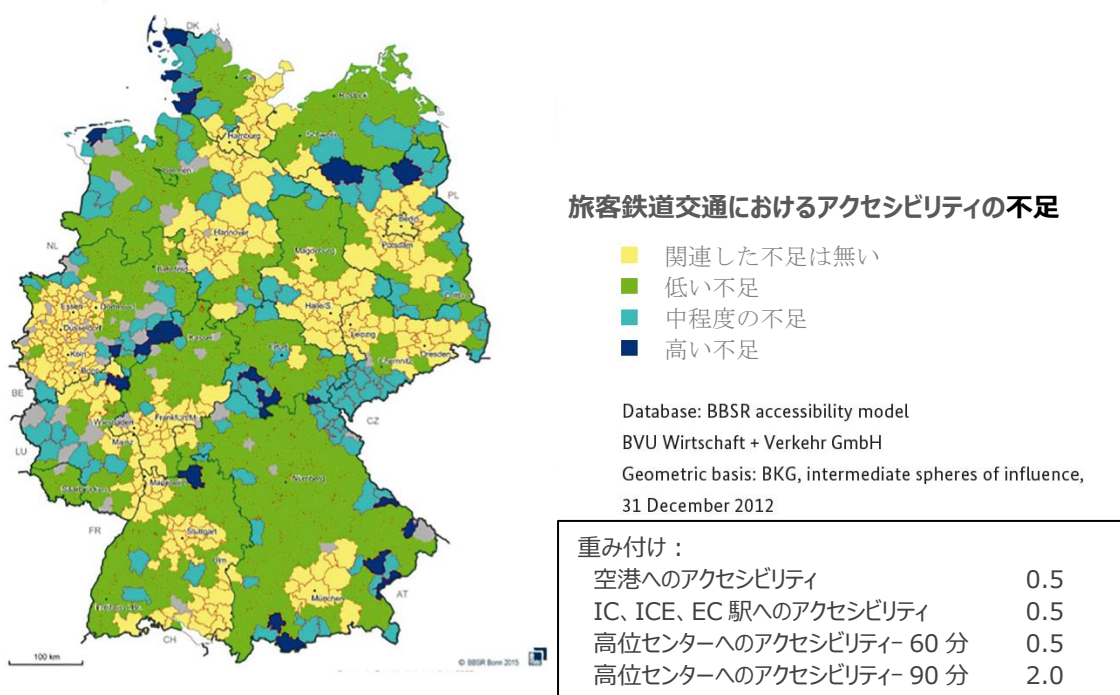 DK
Kiel
Rostock
Schwerin
Hamburg
Bremen
PL
Berlin
Hannover
Potsdam
NL
Magdeburg
Bielefeld
Cottbus
Essen
Dortmund
Halle/S.
Düsseldorf
Leipzig
Kassel
Köln
Erfurt
Dresden
Chemnitz
Bonn
BE
Wiesbaden
Frankfurt/M.
CZ
Mainz
LU
Mannheim
Nürnberg
Saarbrücken
FR
Stuttgart
Ulm
München
AT
Freiburg i.Br.
CH
100 km
© BBSR Bonn 2015
旅客鉄道交通におけるアクセシビリティの不足
関連した不足は無い
低い不足
中程度の不足
高い不足
Database: BBSR accessibility model
BVU Wirtschaft + Verkehr GmbH
Geometric basis: BKG, intermediate spheres of influence,
31 December 2012
重み付け：
空港へのアクセシビリティ 0.5
IC、ICE、EC 駅へのアクセシビリティ 0.5
高位センターへのアクセシビリティ– 60 分 0.5
高位センターへのアクセシビリティ– 90 分 2.0